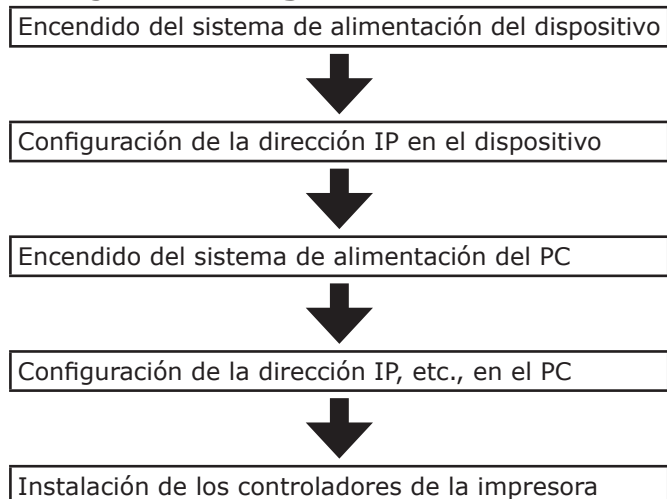 Encendido del sistema de alimentación del dispositivo
Configuración de la dirección IP en el dispositivo
Encendido del sistema de alimentación del PC
Configuración de la dirección IP, etc., en el PC
Instalación de los controladores de la impresora